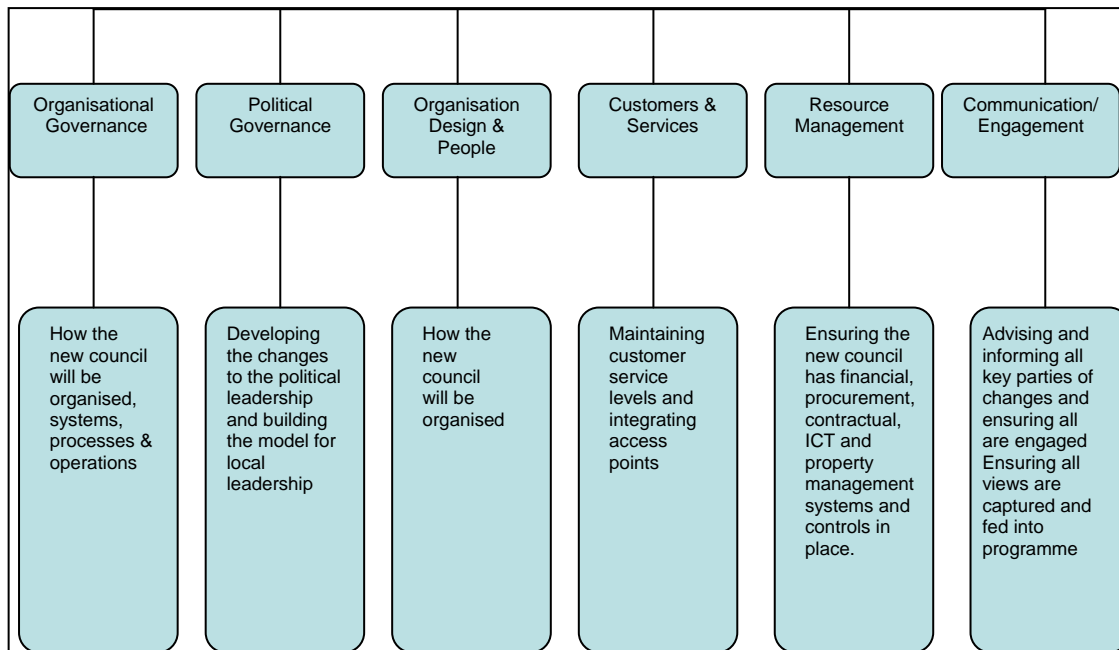 Organisational
Governance
Political
Governance
Organisation
Design &
People
Customers &
Services
Resource
Management
Communication/
Engagement
How the
new council
will be
organised,
systems,
processes &
operations
Developing
the changes
to the political
leadership
and building
the model for
local
leadership
How the
new
council
will be
organised
Maintaining
customer
service
levels and
integrating
access
points
Ensuring the
new council
has financial,
procurement,
contractual,
ICT and
property
management
systems and
controls in
place.
Advising and
informing all
key parties of
changes and
ensuring all
are engaged
Ensuring all
views are
captured and
fed into
programme